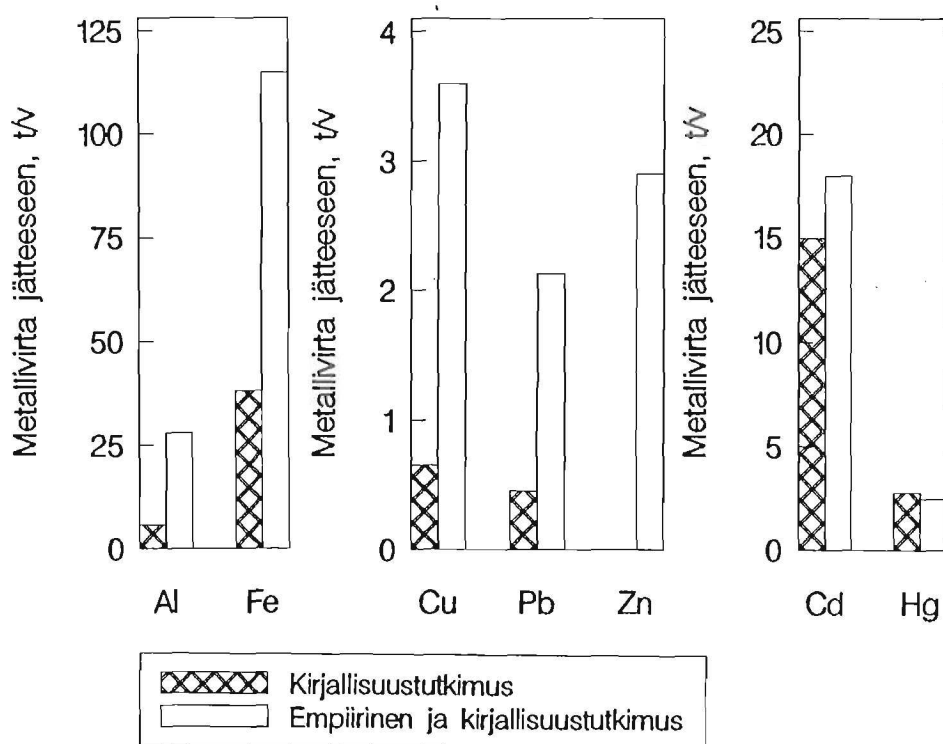 Metallivirta jätteeseen, t/v
125
100
75
50
25
0
Al Fe
Metallivirta jätteeseen, t/v
4
3
2
1
0
Cu Pb Zn
Metallivirta jätteeseen, t/v
25
20
15
10
5
0
Cd Hg
Kirjallisuustutkimus
Empiirinen ja kirjallisuustutkimus